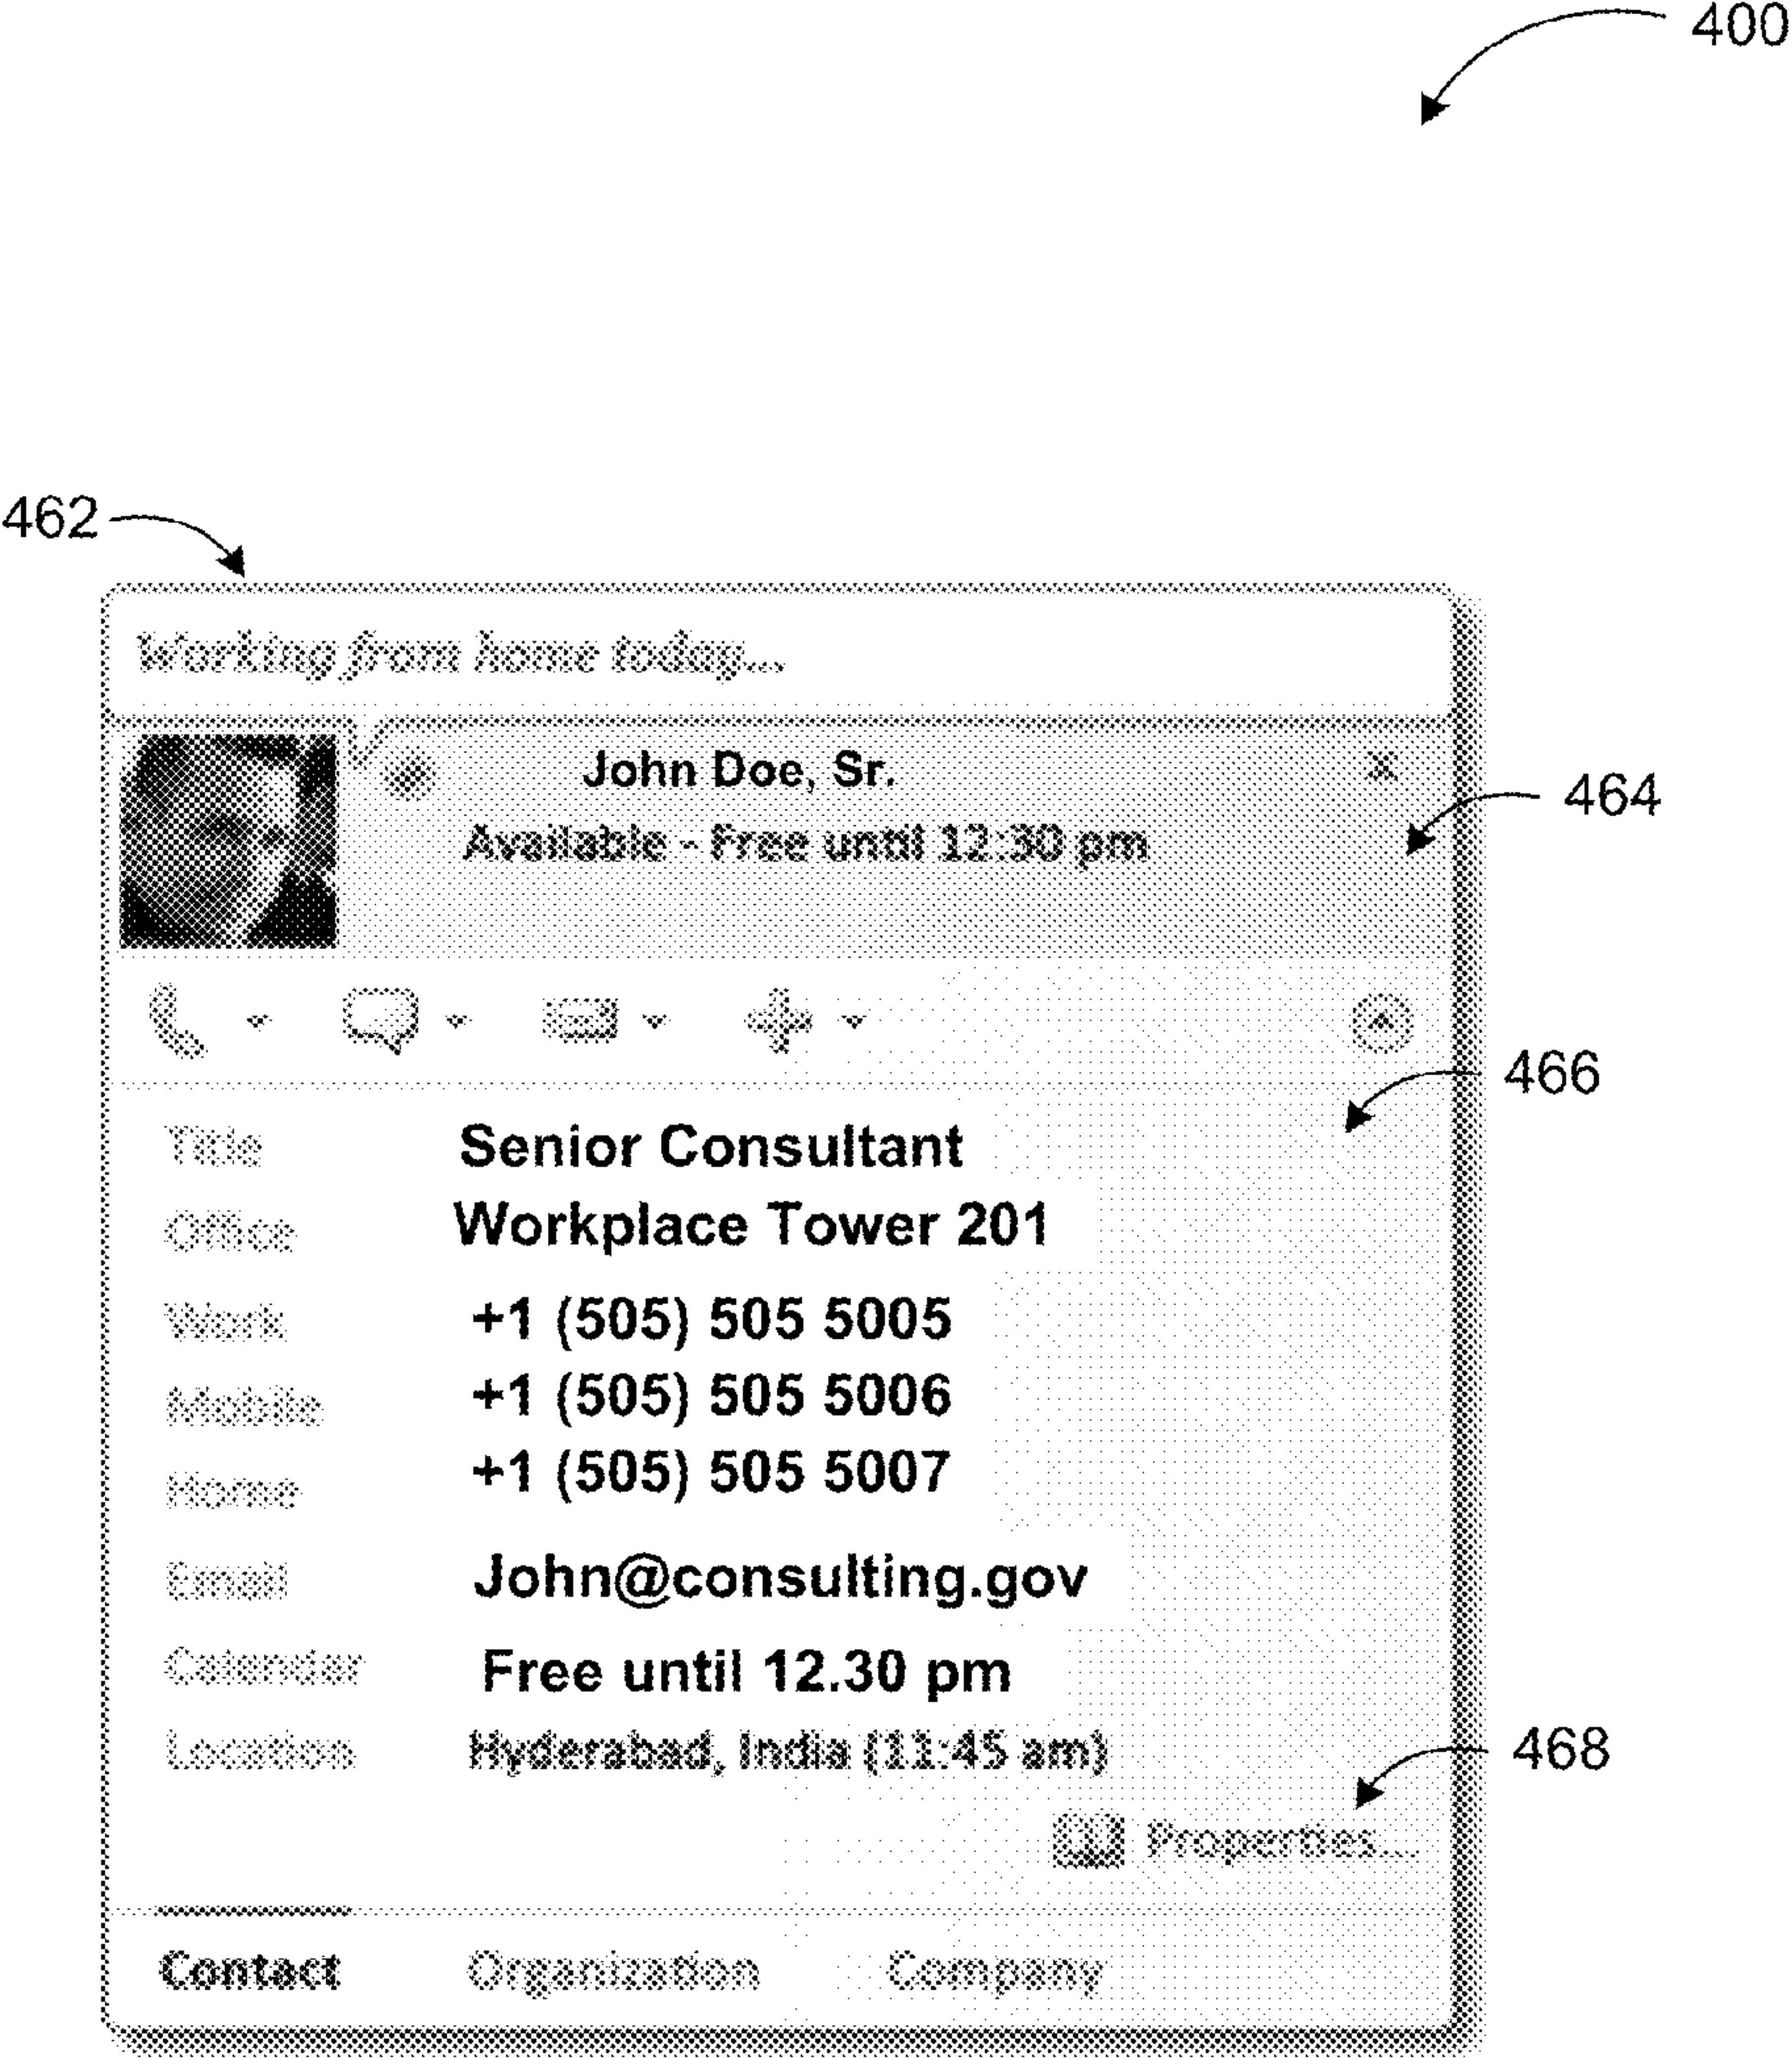 400
462
Working from home today...
John Doe, Sr.
Available - Free until 12:30 pm
464
466
Title Senior Consultant
Office Workplace Tower 201
Work +1 (505) 505 5005
Mobile +1 (505) 505 5006
Home +1 (505) 505 5007
Email John@consulting.gov
Calendar Free until 12.30 pm
Location Hyderabad, India (11:45 am)
468
Properties...
Contact Organization Company